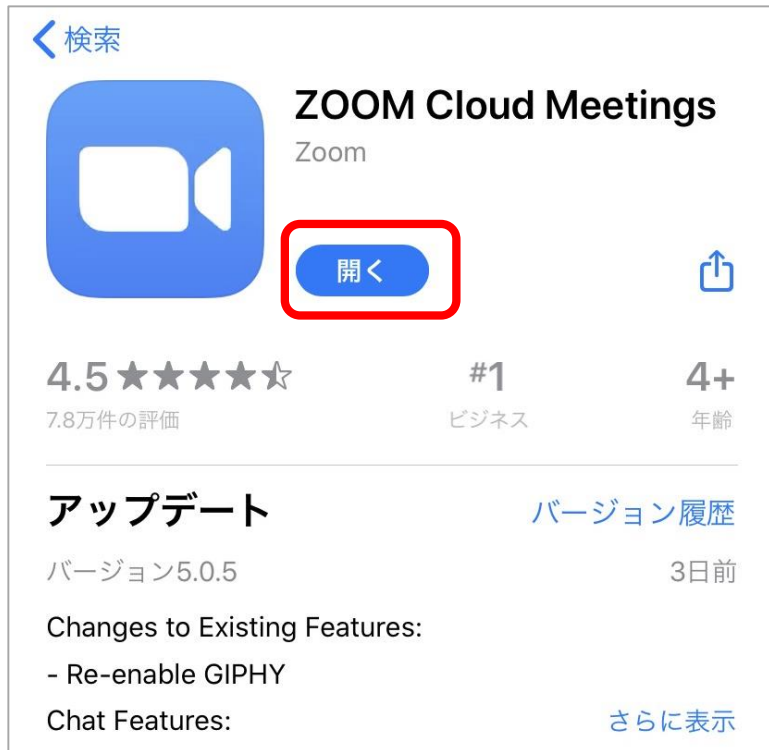 検索
ZOOM Cloud Meetings
Zoom
開く
4.5
#1
4+
7.8万件の評価
ビジネス
年齢
アップデート
バージョン履歴
バージョン5.0.5
3日前
Changes to Existing Features:
- Re-enable GIPHY
Chat Features:
さらに表示